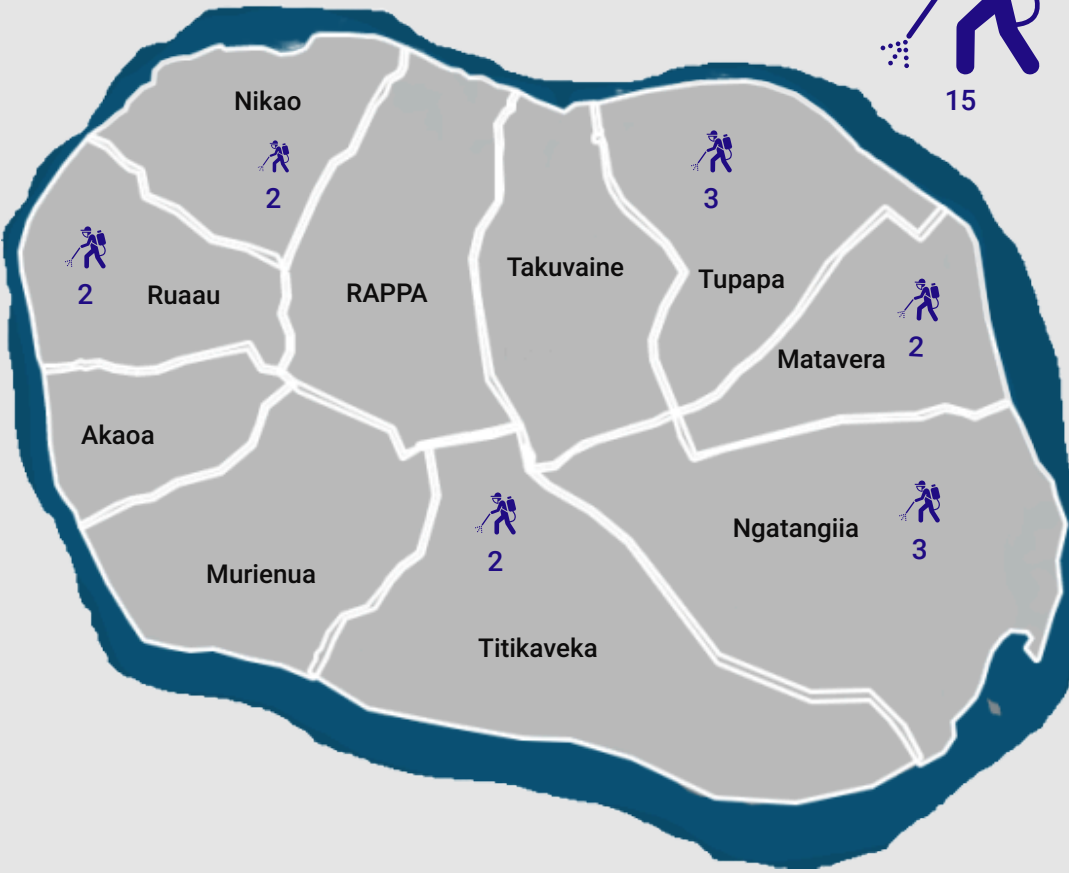 15
Nikao
2
3
2
Ruaau
RAPPA
Takuvaine
Tupapa
2
Matavera
Akaoa
2
Ngatangiia
3
Murienua
Titikaveka